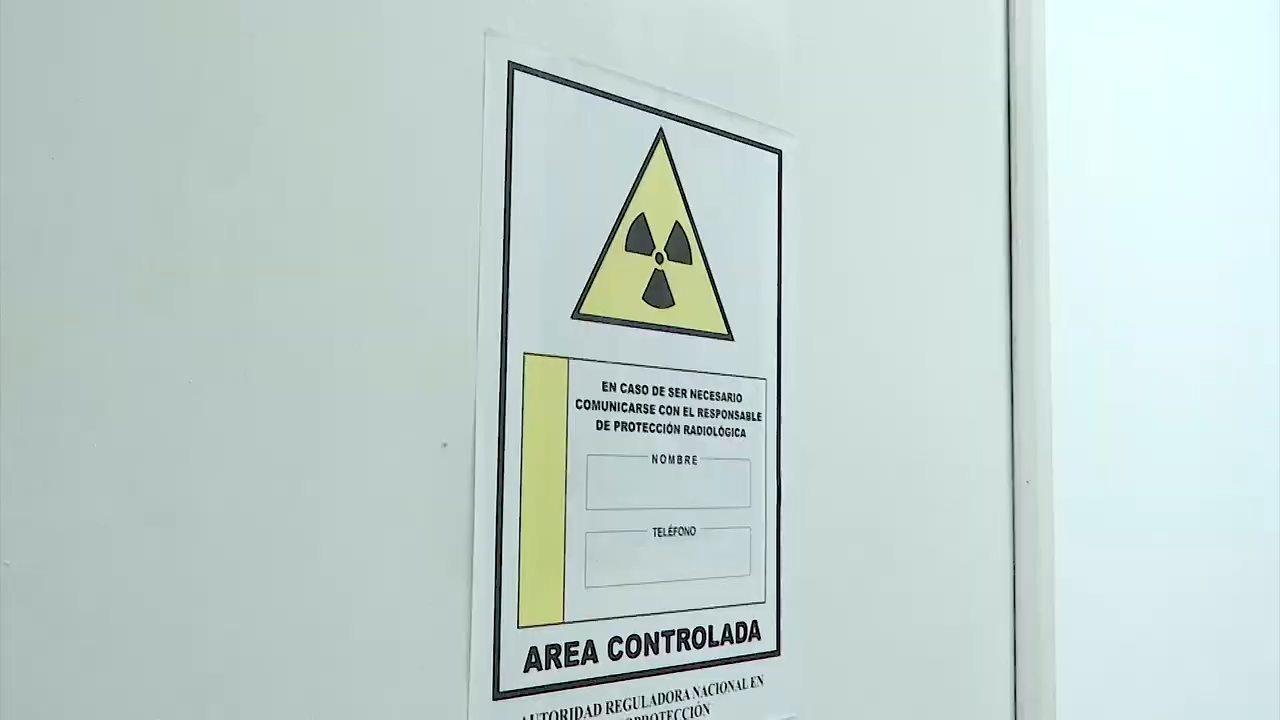 EN CASO DE SER NECESARIO
COMUNICARSE CON EL RESPONSABLE
DE PROTECCIÓN RADIOLÓGICA
NOMBRE
TELÉFONO
AREA CONTROLADA
AUTORIDAD REGULADORA NACIONAL EN